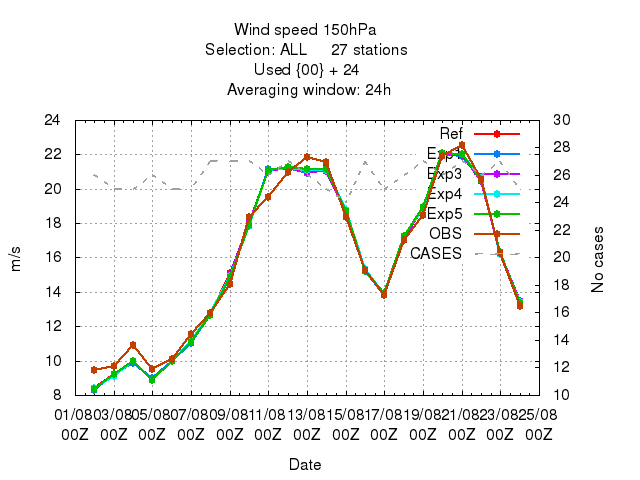 Wind speed 150hPa
Selection: ALL 27 stations
Used {00} + 24
Averaging window: 24h
24
22
20
18
16
14
12
10
8
m/s
30
28
26
24
22
20
18
16
14
12
10
No cases
Ref
Exp3
Exp4
Exp5
OBS
CASES
01/08 03/08 05/08 07/08 09/08 11/08 13/08 15/08 17/08 19/08 21/08 23/08 25/08
00Z 00Z 00Z 00Z 00Z 00Z 00Z 00Z 00Z 00Z 00Z 00Z 00Z
Date